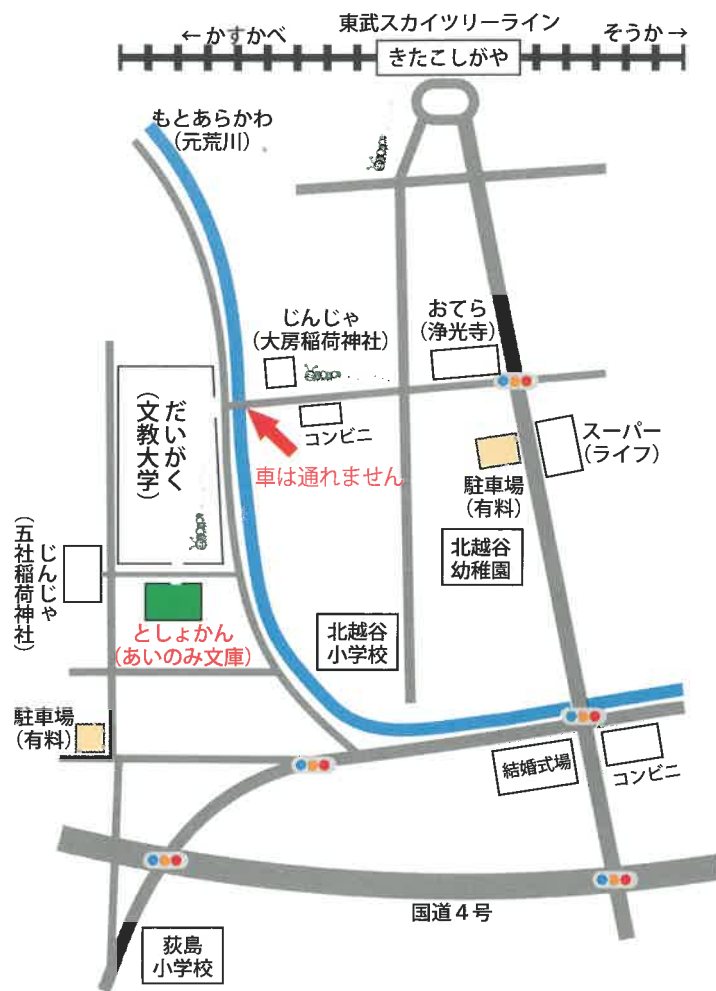 東武スカイツリーライン
←かすかべ
そうか→
きたこしがや
もとあらかわ
(元荒川)
じんじゃ
(大房稲荷神社)
おてら
(浄光寺)
だいがく
(文教大学)
コンビニ
車は通れません
スーパー
(ライフ)
駐車場
(有料)
北越谷
幼稚園
じんじゃ
(五社稲荷神社)
としょかん
(あいのみ文庫)
北越谷
小学校
駐車場
(有料)
結婚式場
コンビニ
国道4号
荻島
小学校